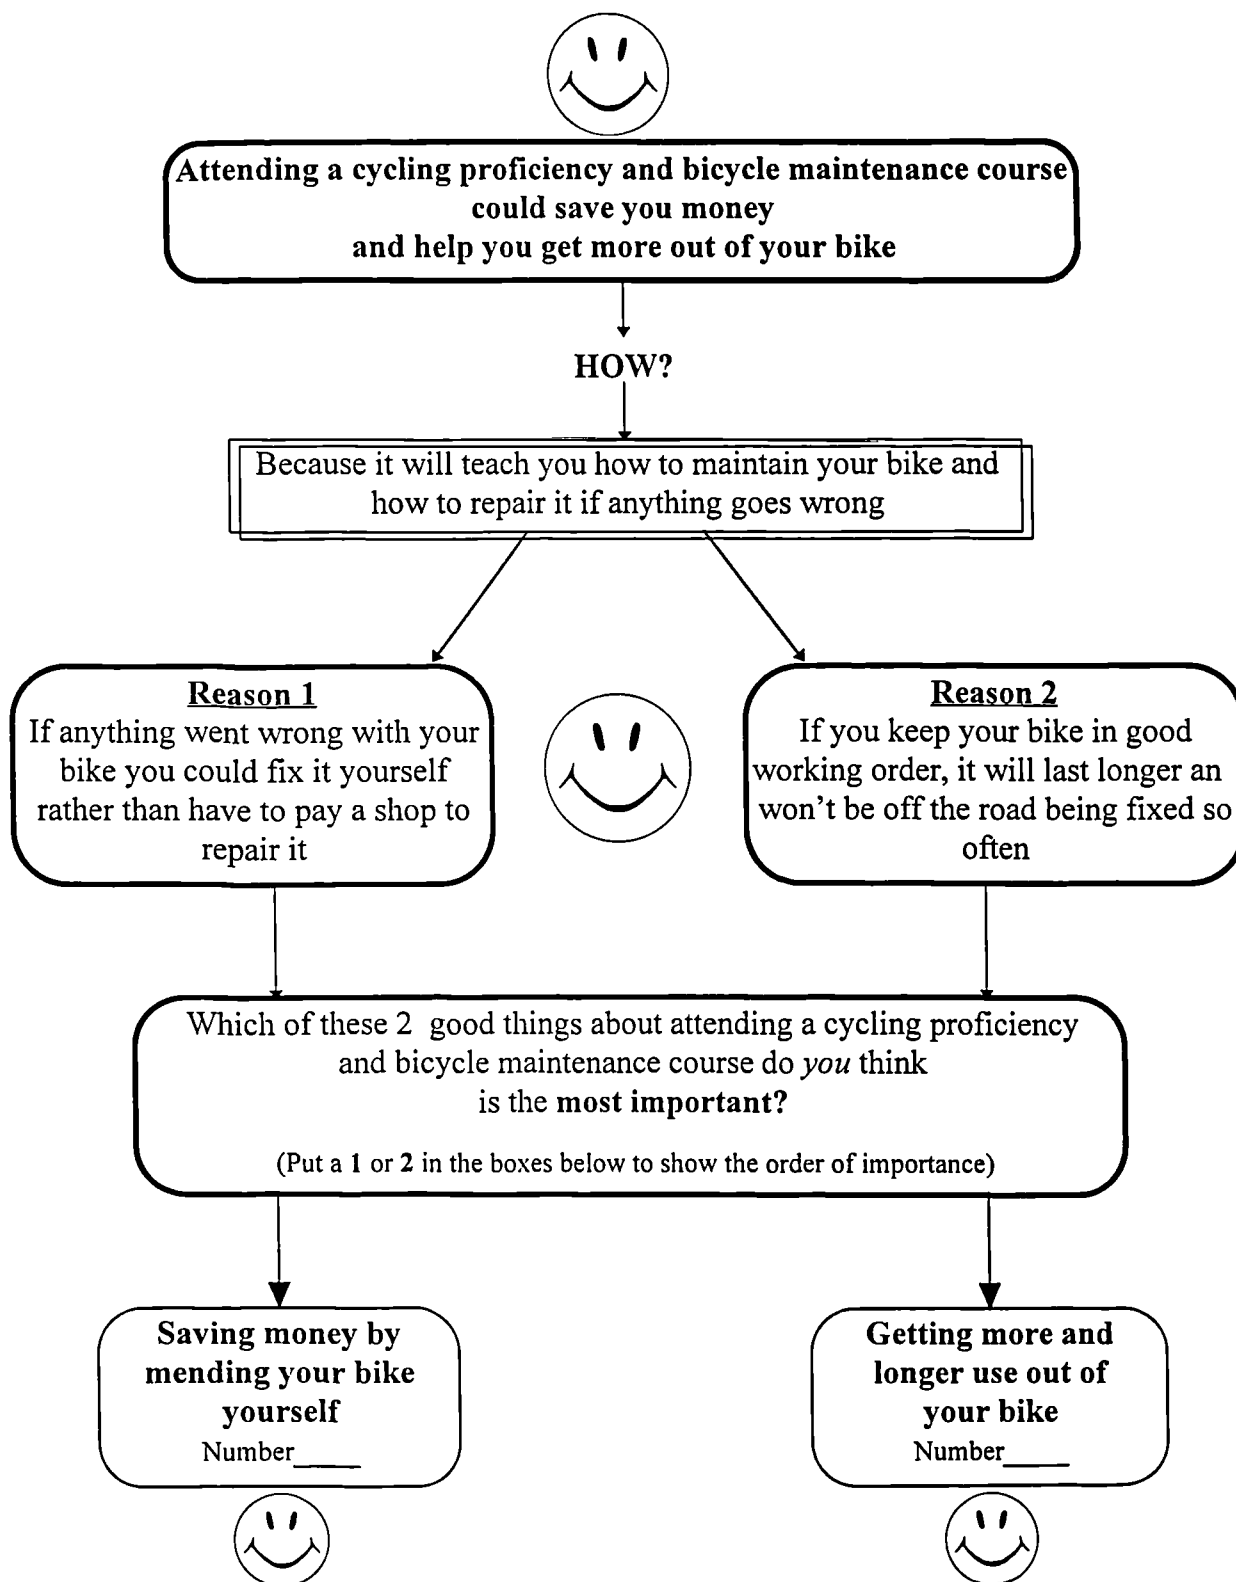 Attending a cycling proficiency and bicycle maintenance course
could save you money
and help you get more out of your bike
HOW?
Because it will teach you how to maintain your bike and
how to repair it if anything goes wrong
Reason 1
If anything went wrong with your
bike you could fix it yourself
rather than have to pay a shop to
repair it
Reason 2
If you keep your bike in good
working order, it will last longer an
won't be off the road being fixed so
often
Which of these 2 good things about attending a cycling proficiency
and bicycle maintenance course do you think
is the most important?
(Put a 1 or 2 in the boxes below to show the order of importance)
Saving money by
mending your bike
yourself
Number____
Getting more and
longer use out of
your bike
Number____